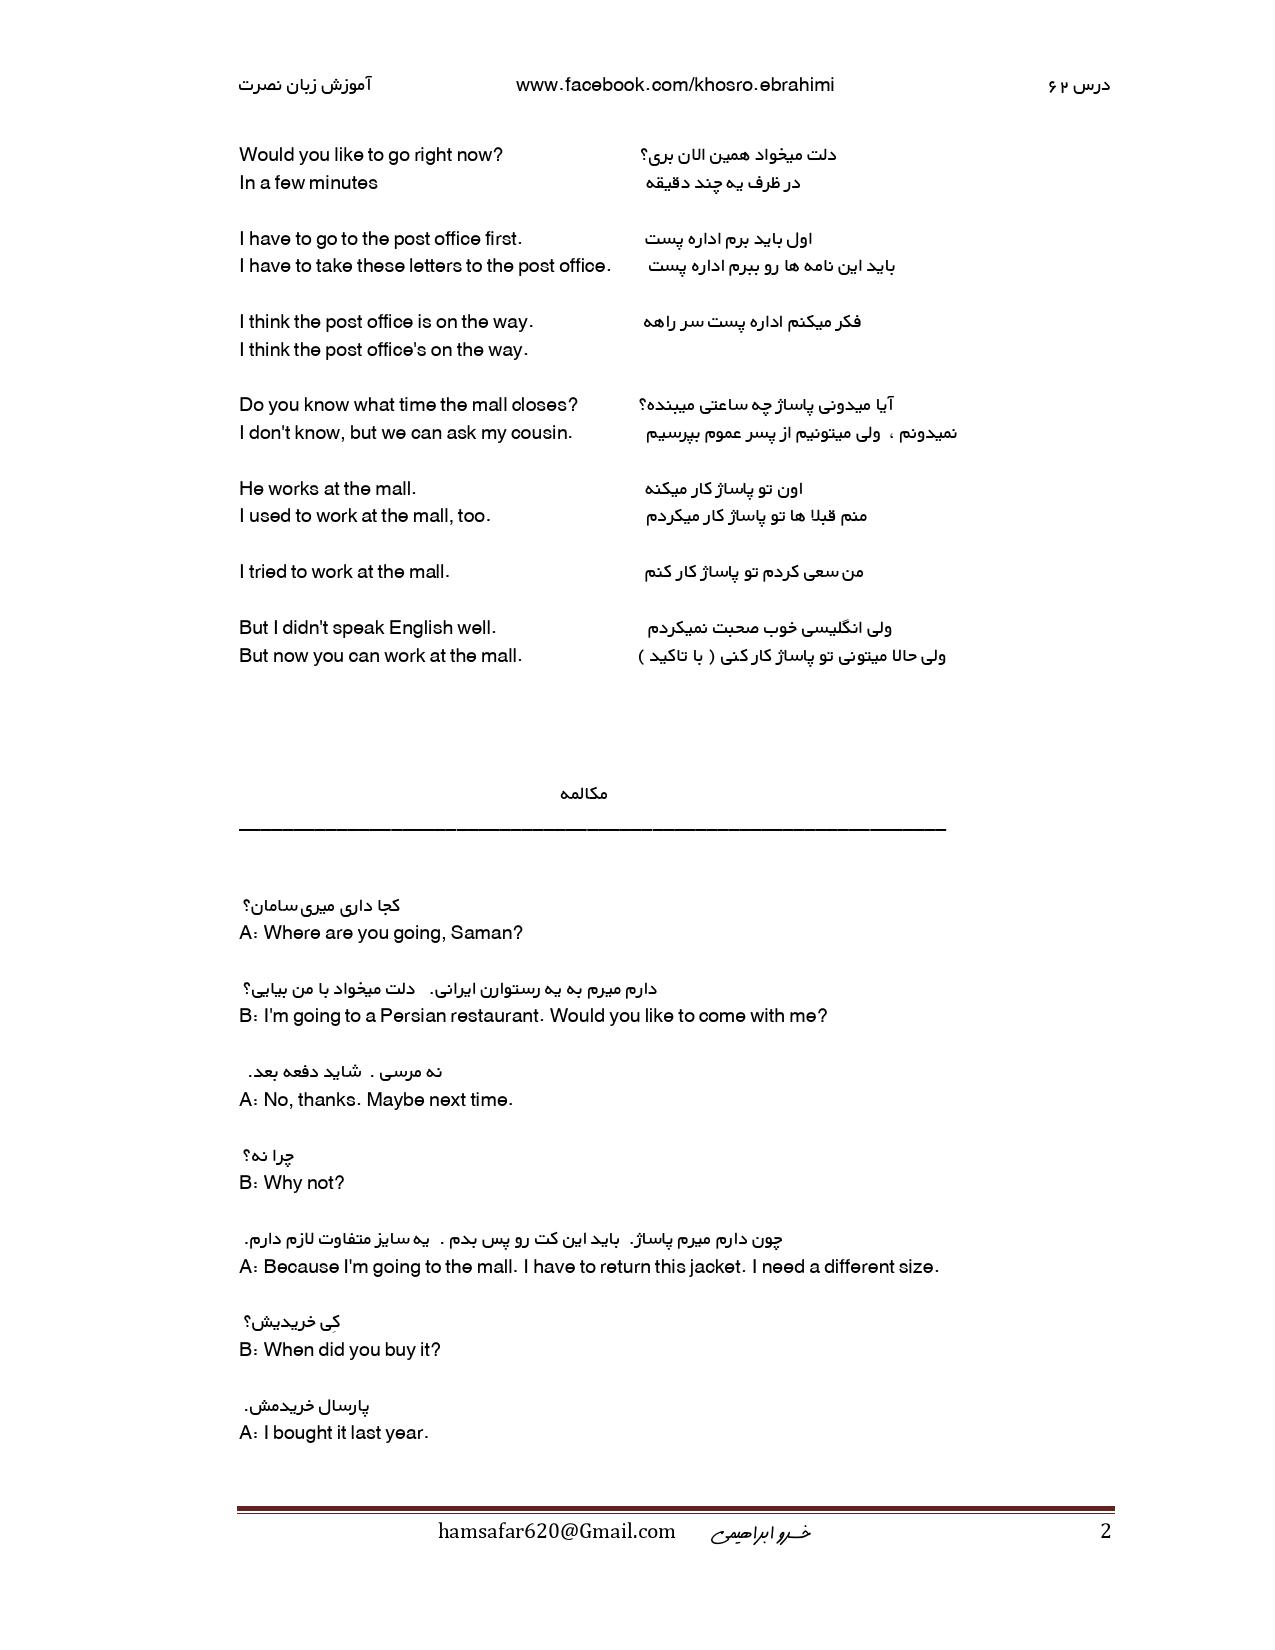 آموزش زبان نصرت www.facebook.com/khosro.ebrahimi درس ۶۲
Would you like to go right now? دلت میخواد همین الان بری؟
In a few minutes در ظرف یه چند دقیقه
I have to go to the post office first. اول باید برم اداره پست
I have to take these letters to the post office. باید این نامه ها رو ببرم اداره پست
I think the post office is on the way. فکر میکنم اداره پست سر راهه
I think the post office's on the way.
Do you know what time the mall closes? آیا میدونی پاساژ چه ساعتی میبنده؟
I don't know, but we can ask my cousin. نمیدونم ، ولی میتونیم از پسر عموم بپرسیم
He works at the mall. اون تو پاساژ کار میکنه
I used to work at the mall, too. منم قبلا ها تو پاساژ کار میکردم
I tried to work at the mall. من سعی کردم تو پاساژ کار کنم
But I didn't speak English well. ولی انگلیسی خوب صحبت نمیکردم
But now you can work at the mall. ولی حالا میتونی تو پاساژ کار کنی ( با تاکید )
مکالمه
کجا داری میری سامان؟
A: Where are you going, Saman?
دارم میرم به یه رستوارن ایرانی. دلت میخواد با من بیایی؟
B: I'm going to a Persian restaurant. Would you like to come with me?
نه مرسی . شاید دفعه بعد.
A: No, thanks. Maybe next time.
چرا نه؟
B: Why not?
چون دارم میرم پاساژ. باید این کت رو پس بدم . یه سایز متفاوت لازم دارم.
A: Because I'm going to the mall. I have to return this jacket. I need a different size.
کِی خریدیش؟
B: When did you buy it?
پارسال خریدمش.
A: I bought it last year.
hamsafar620@Gmail.com خسرو ابراهیمی 2